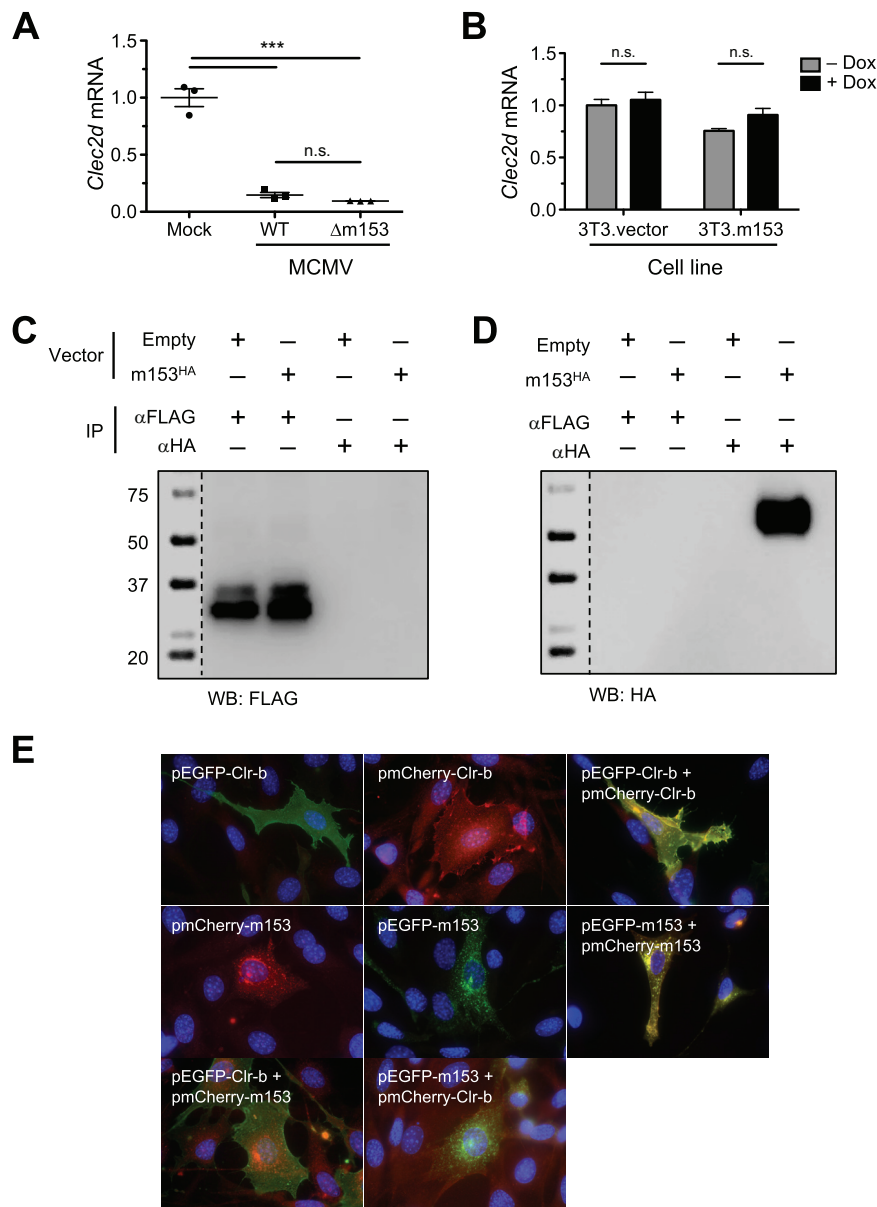 A
1.5
1.0
0.5
0.0
Clec2d mRNA
***
n.s.
Mock
WT
Δm153
MCMV
B
1.5
1.0
0.5
0.0
Clec2d mRNA
n.s.
n.s.
– Dox
+ Dox
3T3.vector
3T3.m153
Cell line
C
Vector
Empty + – + –
m153HA – + – +
IP
αFLAG + + – –
αHA – – + +
75
50
37
20
WB: FLAG
D
Empty + – + –
m153HA – + – +
αFLAG + + – –
αHA – – + +
WB: HA
E
pEGFP-Clr-b
pmCherry-Clr-b
pEGFP-Clr-b +
pmCherry-Clr-b
pmCherry-m153
pEGFP-m153
pEGFP-m153 +
pmCherry-m153
pEGFP-Clr-b +
pmCherry-m153
pEGFP-m153 +
pmCherry-Clr-b